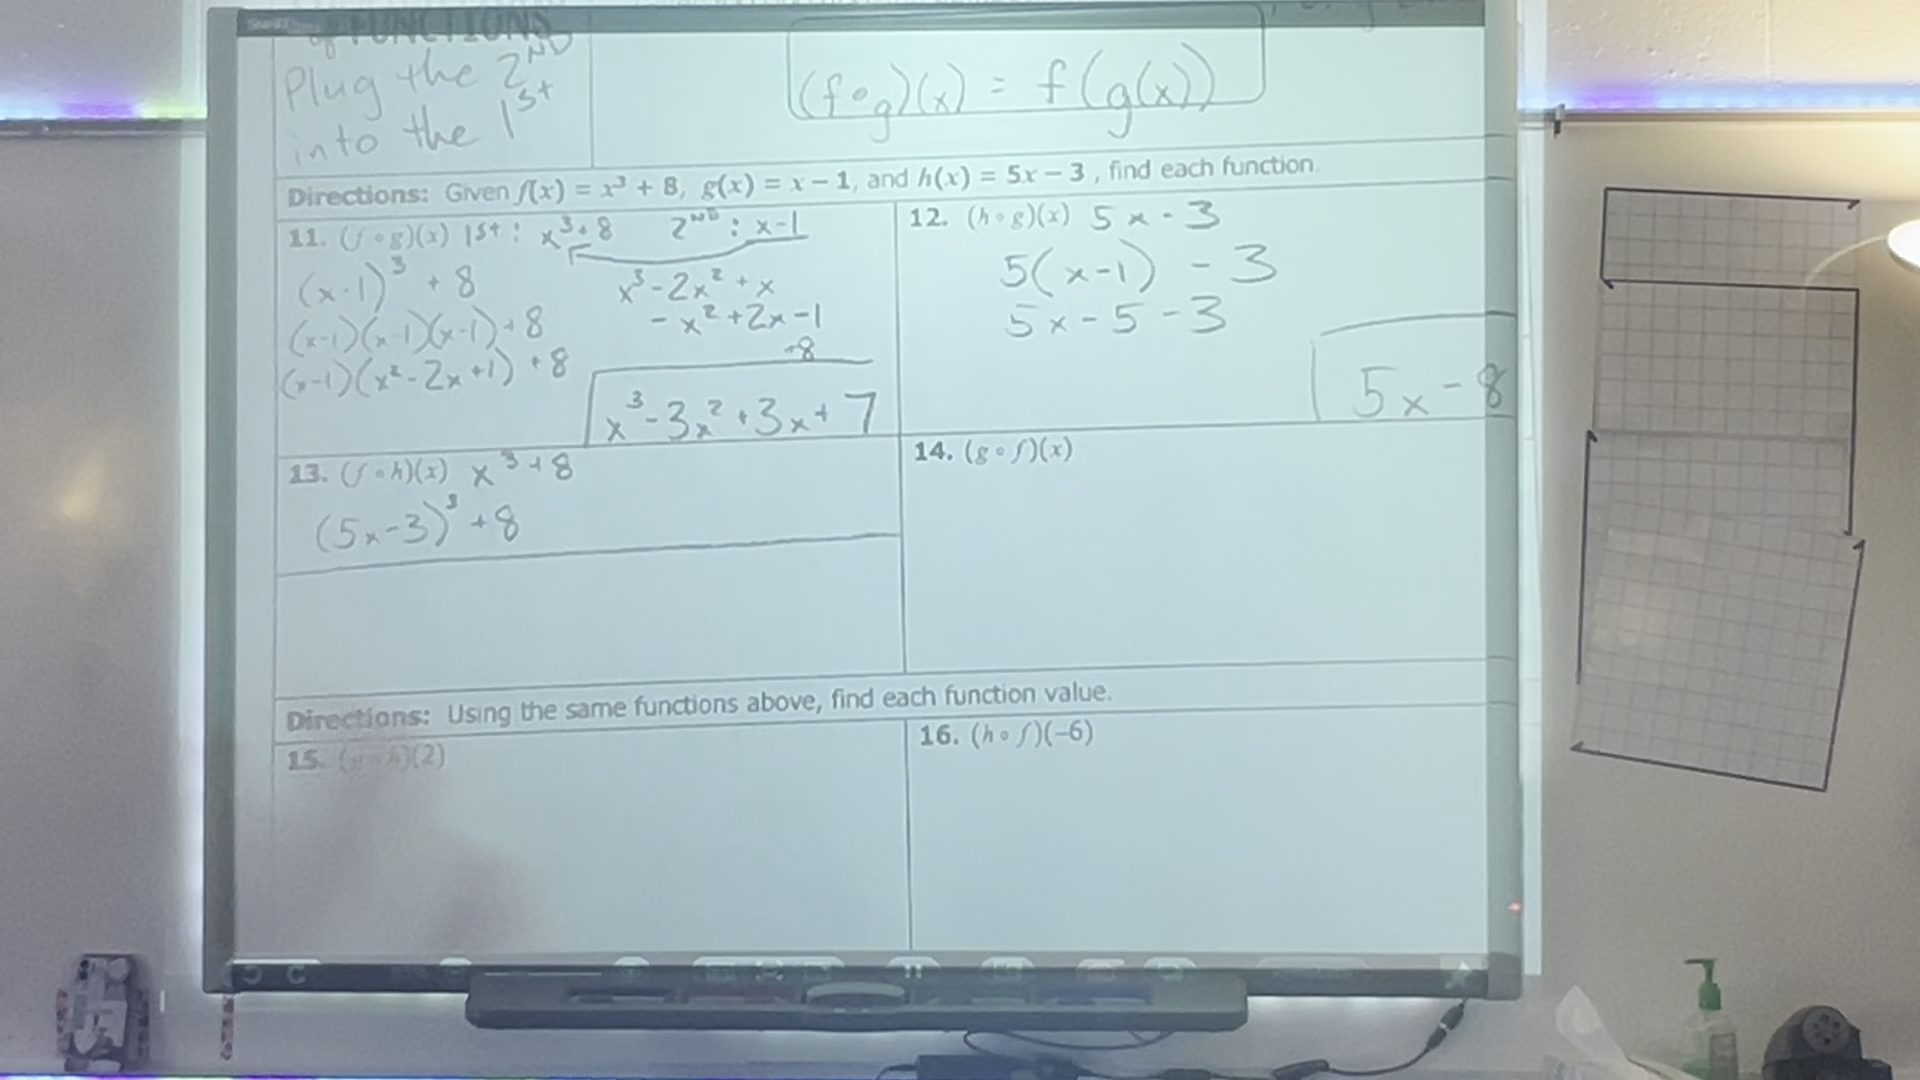 of FUNCTIONS
Plug the 2ND
into the 1st
(f∘g)(x) = f(g(x))
Directions: Given f(x) = x³ + 8, g(x) = x − 1, and h(x) = 5x − 3 , find each function.
11. (f ∘ g)(x) 1st : x³+8 2ND : x-1
(x-1)³ + 8
(x-1)(x-1)(x-1)+8
(x-1)(x²-2x+1) +8
x³-2x²+x
-x²+2x-1
+8
x³-3x²+3x+7
12. (h ∘ g)(x) 5x-3
5(x-1) -3
5x-5-3
5x-8
13. (f ∘ h)(x) x³+8
(5x-3)³+8
14. (g ∘ f)(x)
Directions: Using the same functions above, find each function value.
15. (g ∘ h)(2)
16. (h ∘ f)(−6)